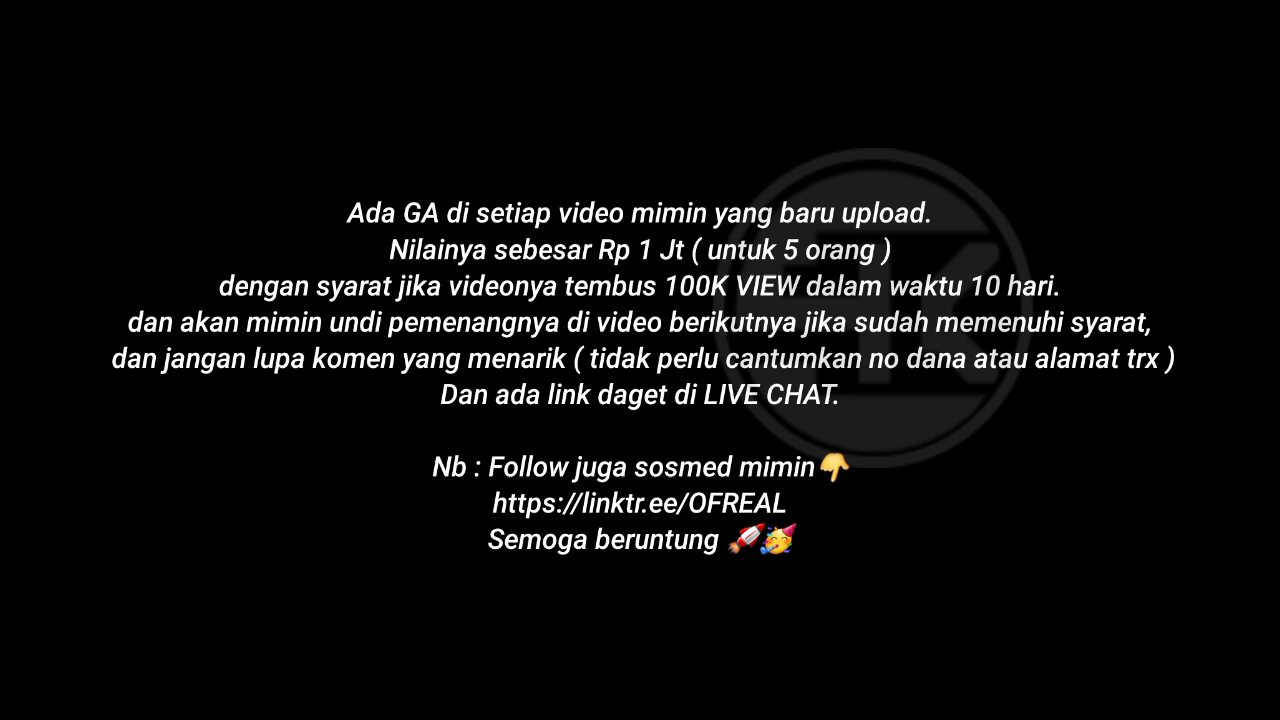 Ada GA di setiap video mimin yang baru upload.
Nilainya sebesar Rp 1 Jt ( untuk 5 orang )
dengan syarat jika videonya tembus 100K VIEW dalam waktu 10 hari.
dan akan mimin undi pemenangnya di video berikutnya jika sudah memenuhi syarat,
dan jangan lupa komen yang menarik ( tidak perlu cantumkan no dana atau alamat trx )
Dan ada link daget di LIVE CHAT.
Nb : Follow juga sosmed mimin👇
https://linktr.ee/OFREAL
Semoga beruntung 🚀🥳